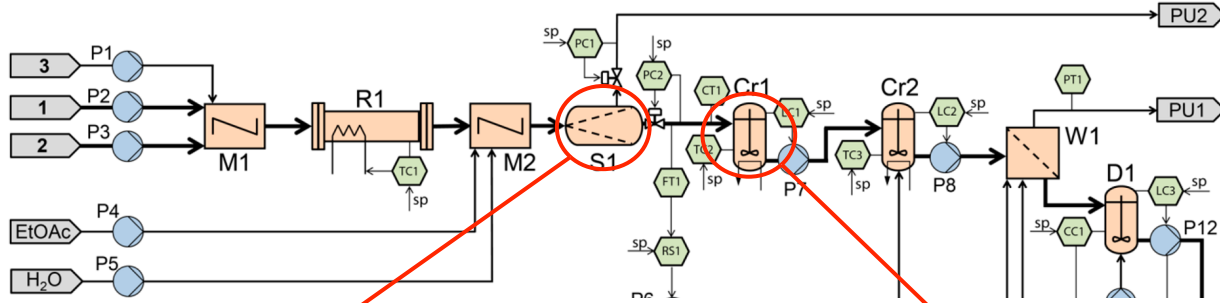 PU2
sp
PC1
sp
PC2
3
P1
1
P2
2
P3
M1
R1
TC1
sp
M2
S1
CT1
Cr1
LC1
sp
TC2
sp
P7
Cr2
LC2
sp
TC3
sp
P8
PT1
PU1
W1
D1
LC3
sp
sp
CC1
P12
FT1
sp
RS1
P6
EtOAc
P4
H₂O
P5